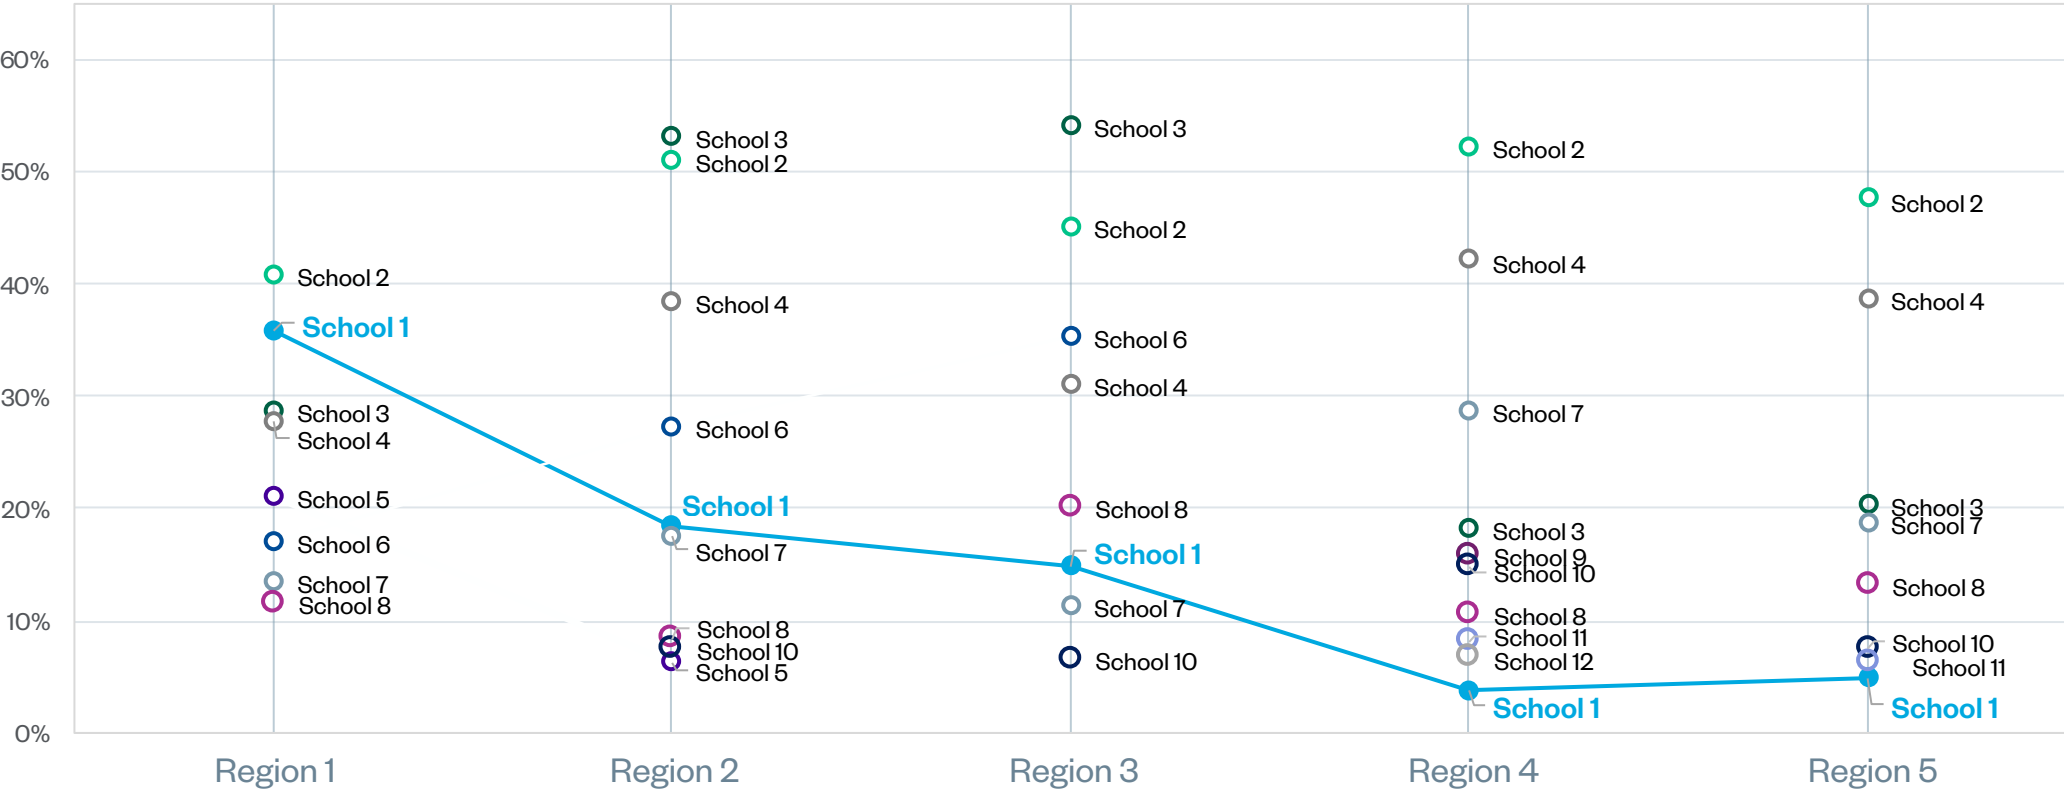 60%
50%
40%
30%
20%
10%
0%
School 2
School 1
School 3
School 4
School 5
School 6
School 7
School 8
School 3
School 2
School 4
School 6
School 1
School 7
School 8
School 10
School 5
School 3
School 2
School 6
School 4
School 8
School 1
School 7
School 10
School 2
School 4
School 7
School 3
School 9
School 10
School 8
School 11
School 12
School 1
School 2
School 4
School 3
School 7
School 8
School 10
School 11
School 1
Region 1
Region 2
Region 3
Region 4
Region 5